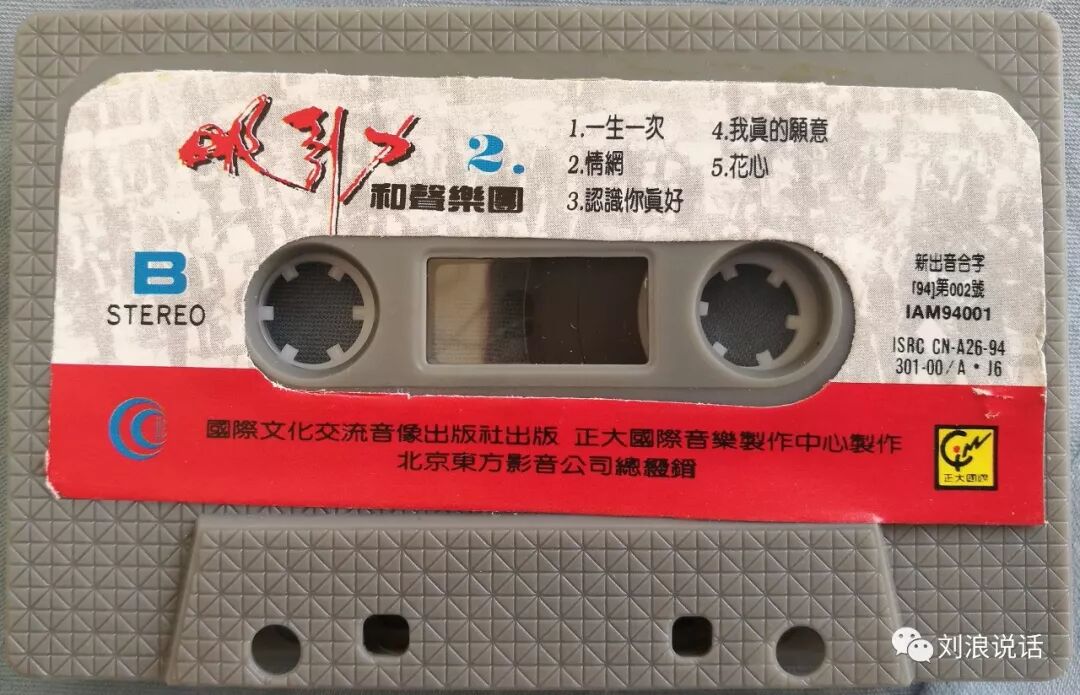 吸引力 2.
和聲樂團
1.一生一次
2.情網
3.認識你眞好
4.我眞的願意
5.花心
B
STEREO
新出音合字
[94]第002號
IAM94001
ISRC CN-A26-94
301-00/A·J6
國際文化交流音像出版社出版 正大國際音樂製作中心製作
北京東方影音公司總發銷
正大國際
刘浪说话